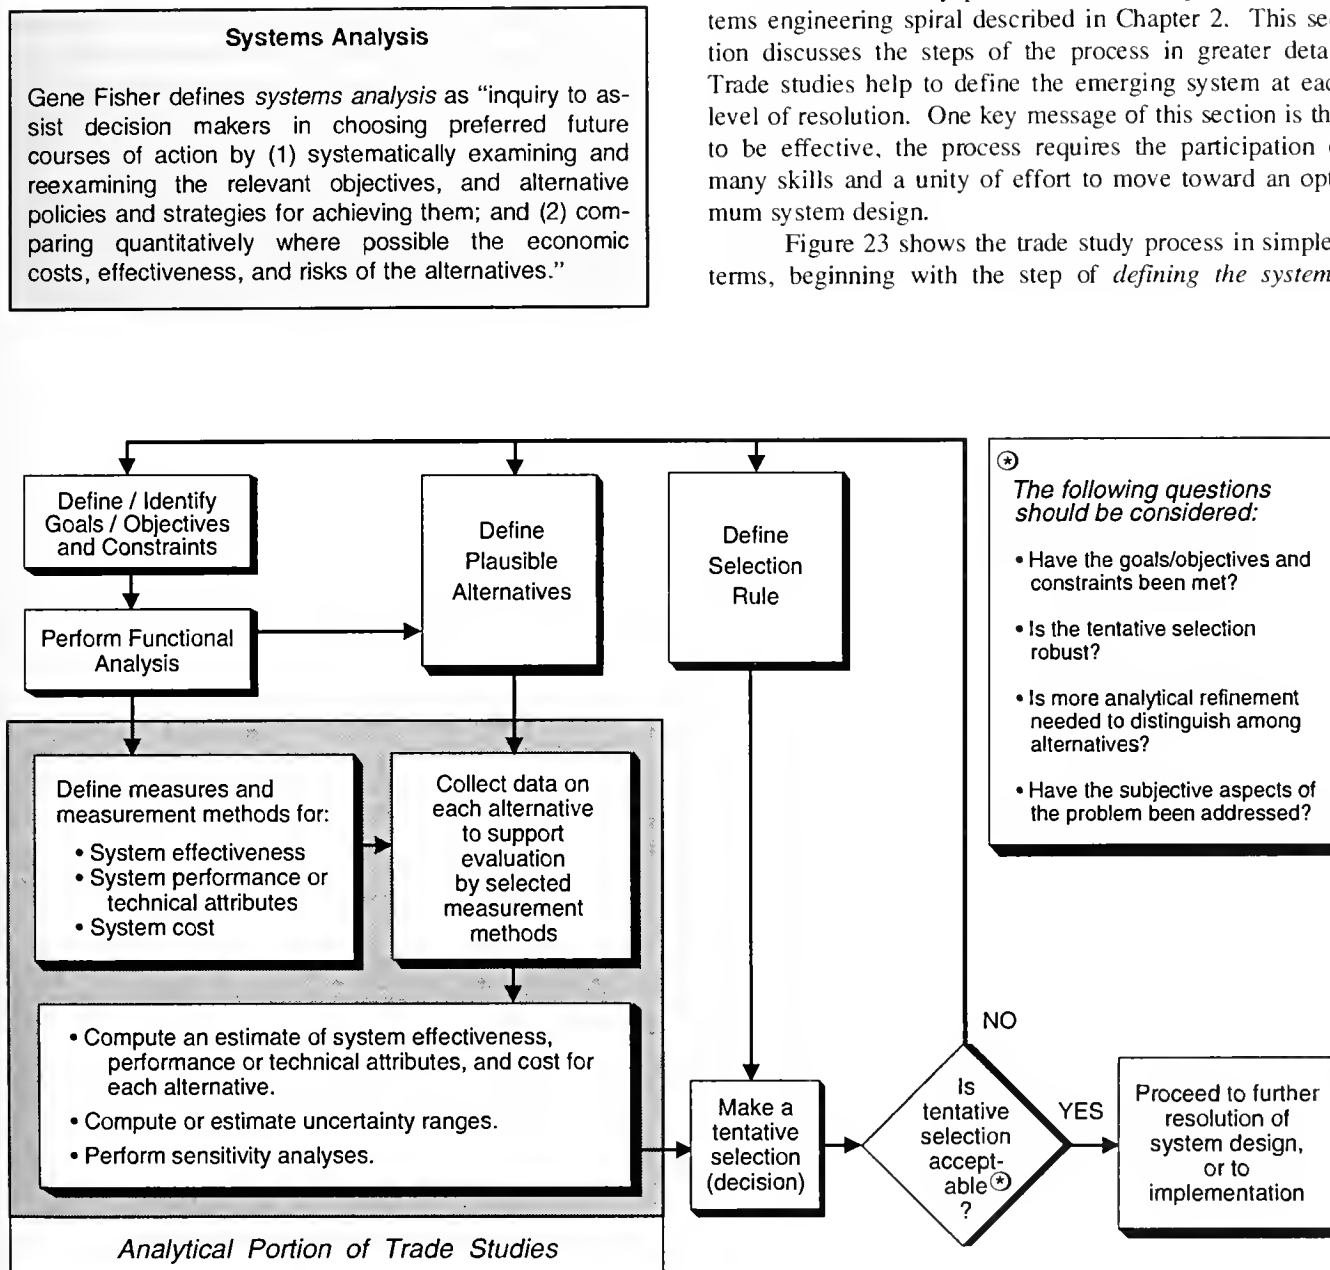 Systems Analysis
Gene Fisher defines systems analysis as “inquiry to as-
sist decision makers in choosing preferred future
courses of action by (1) systematically examining and
reexamining the relevant objectives, and alternative
policies and strategies for achieving them; and (2) com-
paring quantitatively where possible the economic
costs, effectiveness, and risks of the alternatives.”
tems engineering spiral described in Chapter 2. This sec
tion discusses the steps of the process in greater deta
Trade studies help to define the emerging system at eac
level of resolution. One key message of this section is th
to be effective, the process requires the participation
many skills and a unity of effort to move toward an opt
mum system design.
Figure 23 shows the trade study process in simple
terms, beginning with the step of defining the system
Define / Identify
Goals / Objectives
and Constraints
Perform Functional
Analysis
Define
Plausible
Alternatives
Define
Selection
Rule
Define measures and
measurement methods for:
• System effectiveness
• System performance or
technical attributes
• System cost
Collect data on
each alternative
to support
evaluation
by selected
measurement
methods
• Compute an estimate of system effectiveness,
performance or technical attributes, and cost for
each alternative.
• Compute or estimate uncertainty ranges.
• Perform sensitivity analyses.
Analytical Portion of Trade Studies
Make a
tentative
selection
(decision)
Is
tentative
selection
accept-
able *
?
NO
YES
Proceed to further
resolution of
system design,
or to
implementation
*
The following questions
should be considered:
• Have the goals/objectives and
constraints been met?
• Is the tentative selection
robust?
• Is more analytical refinement
needed to distinguish among
alternatives?
• Have the subjective aspects of
the problem been addressed?